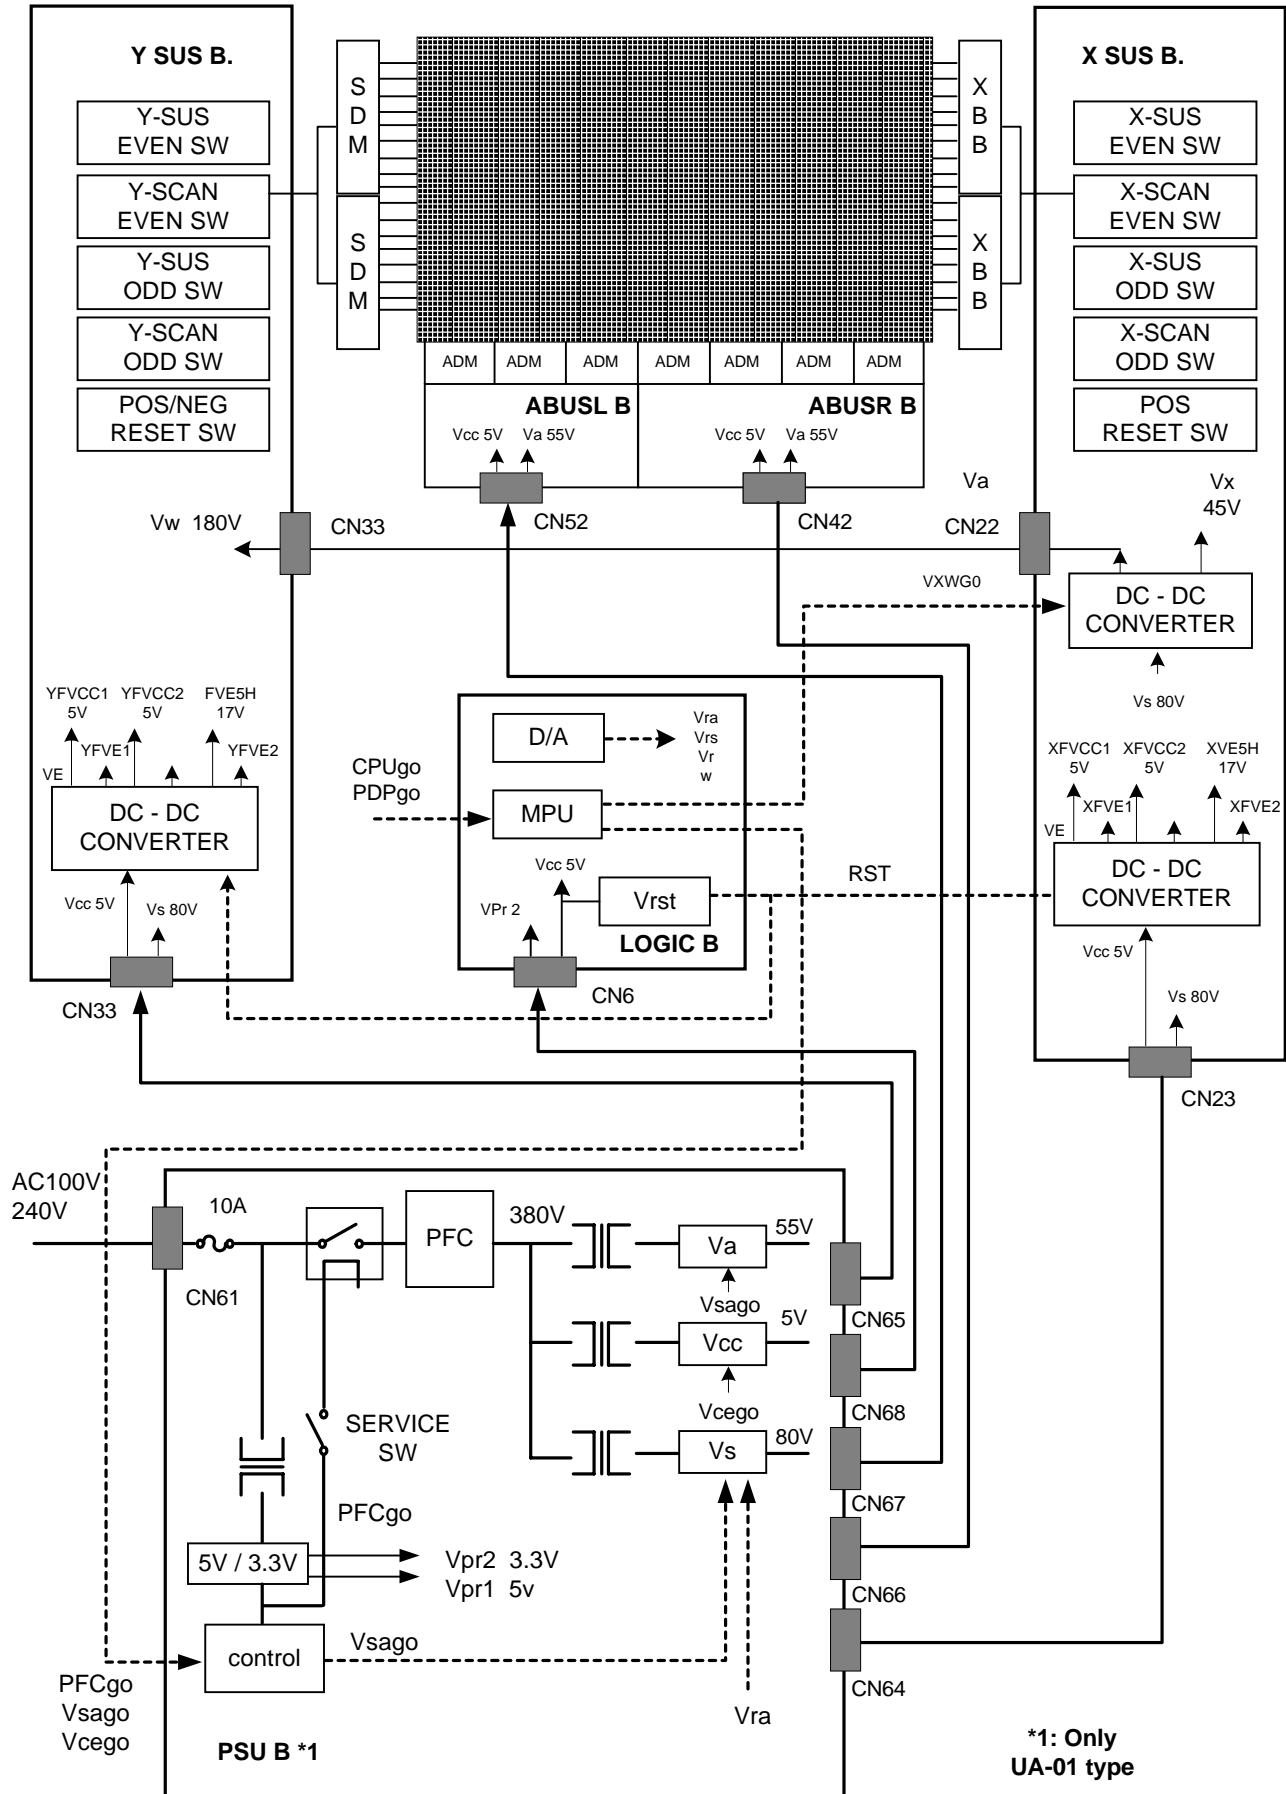 Y SUS B.
Y-SUS
EVEN SW
Y-SCAN
EVEN SW
Y-SUS
ODD SW
Y-SCAN
ODD SW
POS/NEG
RESET SW
S
D
M
S
D
M
X
B
B
X
B
B
X SUS B.
X-SUS
EVEN SW
X-SCAN
EVEN SW
X-SUS
ODD SW
X-SCAN
ODD SW
POS
RESET SW
ADM ADM ADM ADM ADM ADM ADM
ABUSL B
ABUSR B
Vcc 5V Va 55V
Vcc 5V Va 55V
CN52
CN42
Va
Vx
45V
Vw 180V
CN33
CN22
VXWG0
DC - DC
CONVERTER
Vs 80V
YFVCC1
5V
YFVCC2
5V
FVE5H
17V
VE
YFVE1
YFVE2
DC - DC
CONVERTER
Vcc 5V
Vs 80V
CN33
D/A
Vra
Vrs
Vr
w
CPUgo
PDPgo
MPU
Vcc 5V
Vrst
VPr 2
LOGIC B
CN6
RST
XFVCC1
5V
XFVCC2
5V
XVE5H
17V
VE
XFVE1
XFVE2
DC - DC
CONVERTER
Vcc 5V
Vs 80V
CN23
AC100V
240V
10A
CN61
PFC
380V
Va
55V
Vsago
Vcc
5V
Vcego
Vs
80V
CN65
CN68
CN67
CN66
CN64
SERVICE
SW
PFCgo
5V / 3.3V
Vpr2 3.3V
Vpr1 5v
control
Vsago
PFCgo
Vsago
Vcego
Vra
PSU B *1
*1: Only
UA-01 type